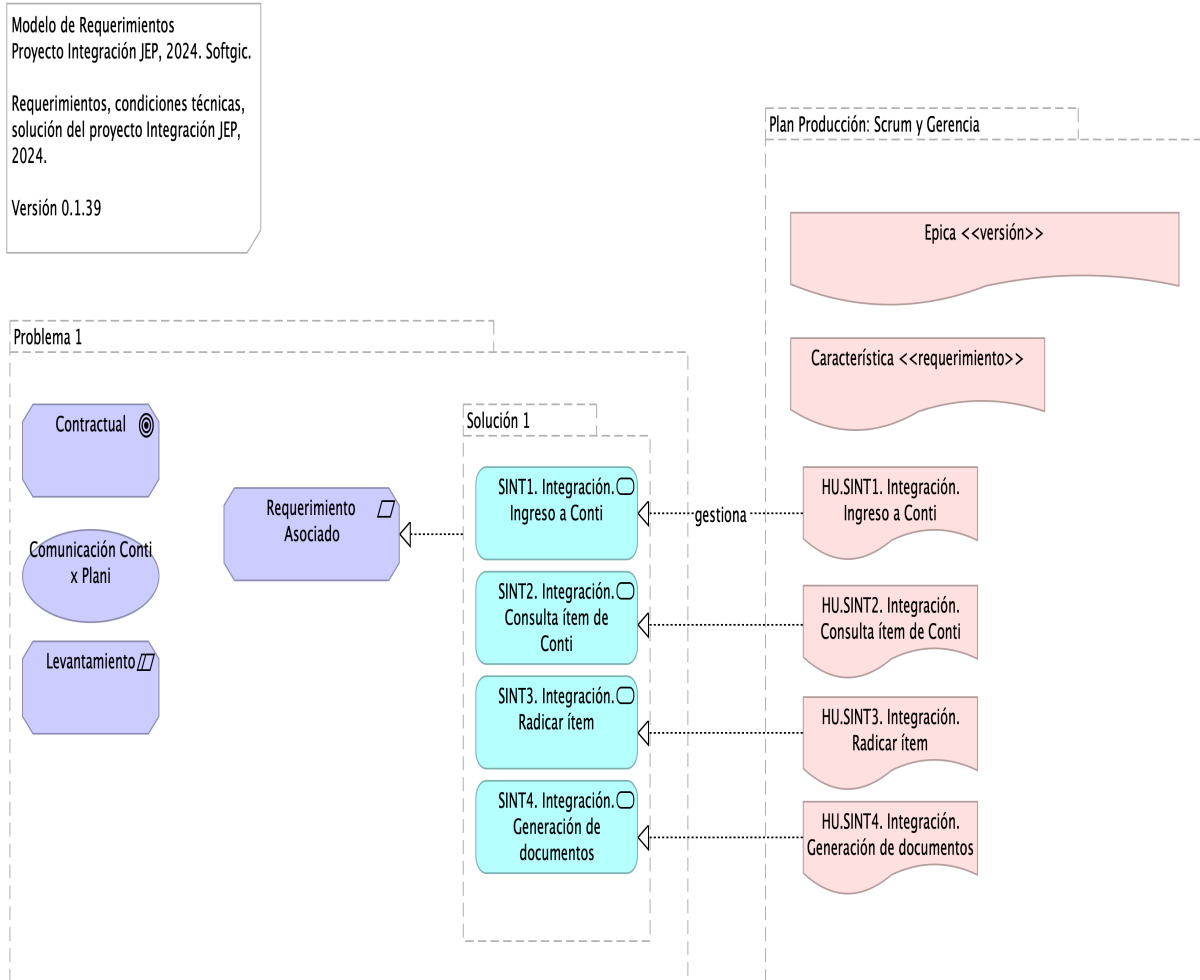 Modelo de Requerimientos
Proyecto Integración JEP, 2024. Softgic.
Requerimientos, condiciones técnicas,
solución del proyecto Integración JEP,
2024.
Versión 0.1.39
Plan Producción: Scrum y Gerencia
Epica <<versión>>
Característica <<requerimiento>>
Problema 1
Contractual
Comunicación Conti
x Plani
Levantamiento
Requerimiento
Asociado
Solución 1
SINT1. Integración.
Ingreso a Conti
SINT2. Integración.
Consulta ítem de
Conti
SINT3. Integración.
Radicar ítem
SINT4. Integración.
Generación de
documentos
gestiona
HU.SINT1. Integración.
Ingreso a Conti
HU.SINT2. Integración.
Consulta ítem de Conti
HU.SINT3. Integración.
Radicar ítem
HU.SINT4. Integración.
Generación de documentos